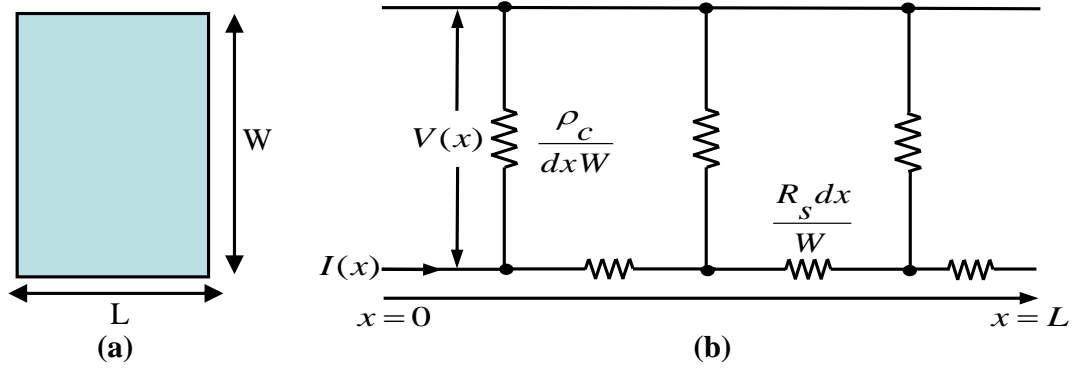 W
L
(a)
V(x)
ρ_c
dxW
R_s dx
W
I(x)
x = 0
x = L
(b)